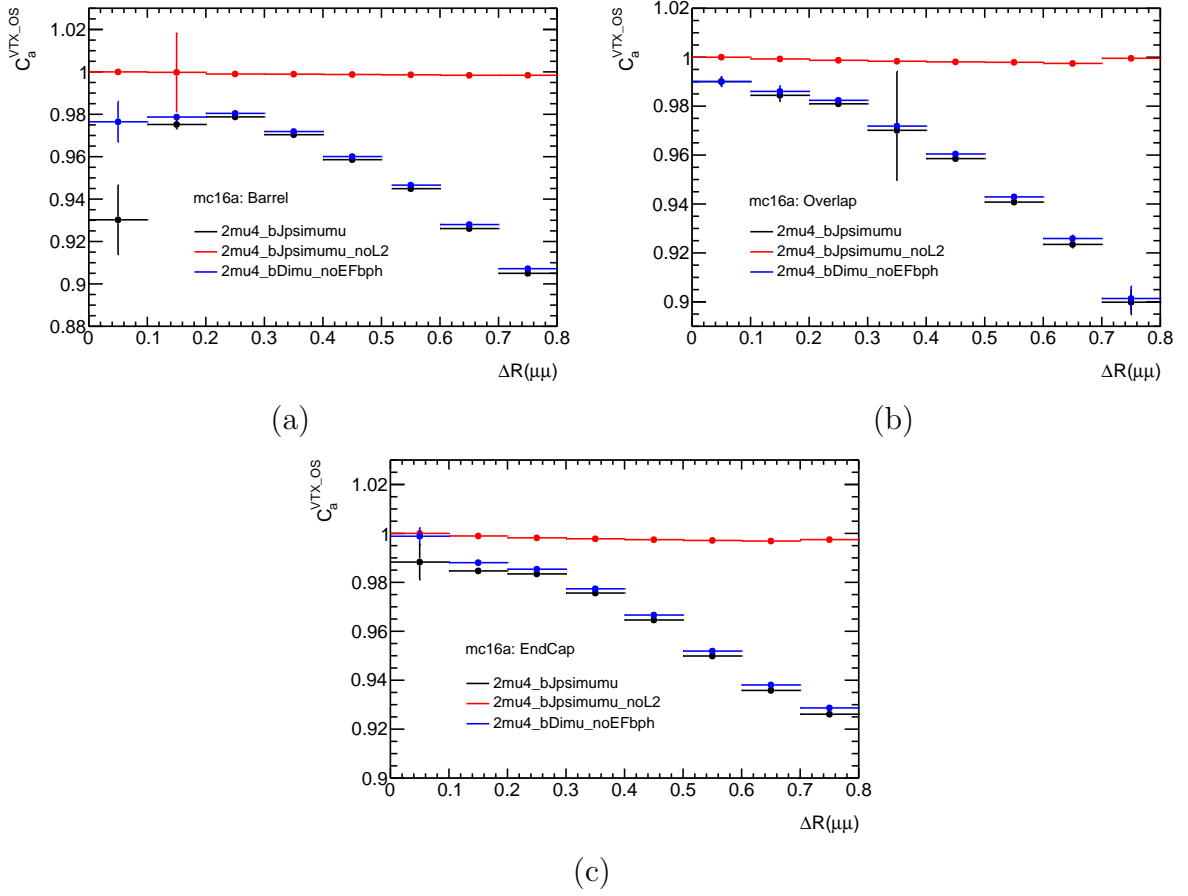 C_a^VTX_OS
1.02
1
0.98
0.96
0.94
0.92
0.9
0.88
mc16a: Barrel
2mu4_bJpsimumu
2mu4_bJpsimumu_noL2
2mu4_bDimu_noEFbph
0 0.1 0.2 0.3 0.4 0.5 0.6 0.7 0.8
ΔR(μμ)
(a)
C_a^VTX_OS
1.02
1
0.98
0.96
0.94
0.92
0.9
mc16a: Overlap
2mu4_bJpsimumu
2mu4_bJpsimumu_noL2
2mu4_bDimu_noEFbph
0 0.1 0.2 0.3 0.4 0.5 0.6 0.7 0.8
ΔR(μμ)
(b)
C_a^VTX_OS
1.02
1
0.98
0.96
0.94
0.92
0.9
mc16a: EndCap
2mu4_bJpsimumu
2mu4_bJpsimumu_noL2
2mu4_bDimu_noEFbph
0 0.1 0.2 0.3 0.4 0.5 0.6 0.7 0.8
ΔR(μμ)
(c)